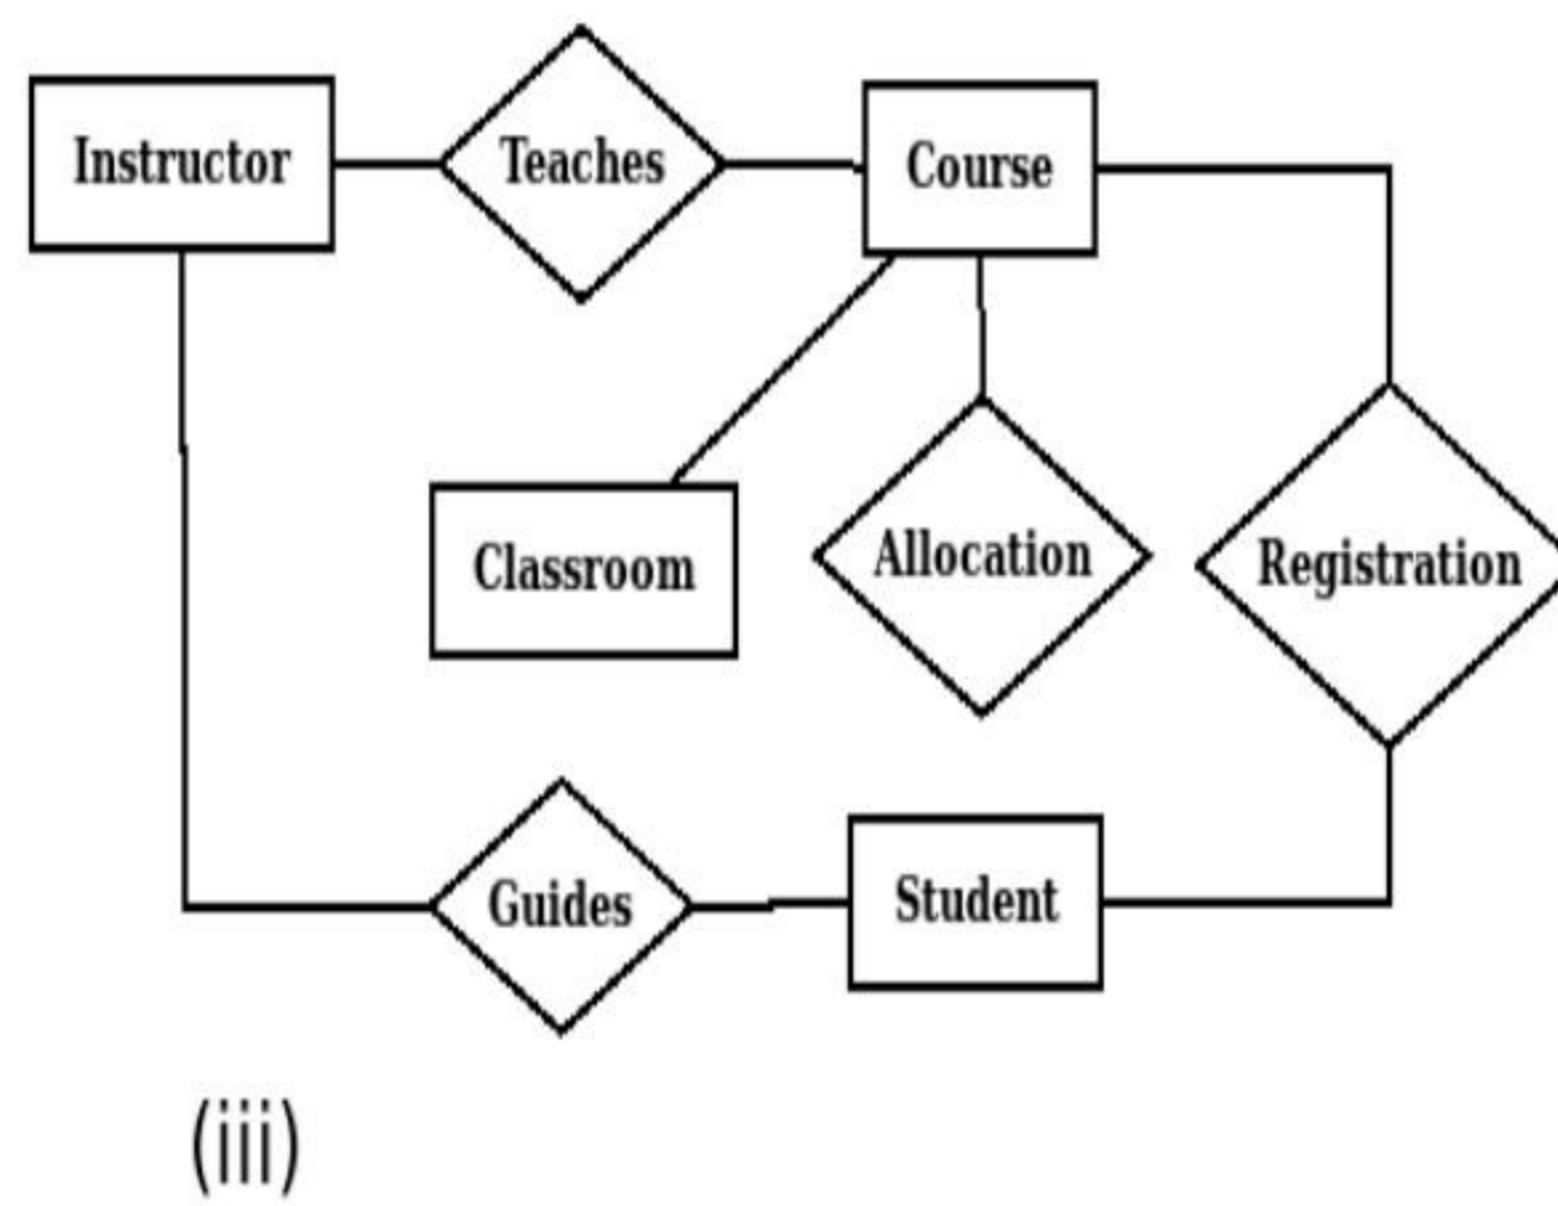 Instructor
Teaches
Course
Classroom
Allocation
Registration
Guides
Student
(iii)